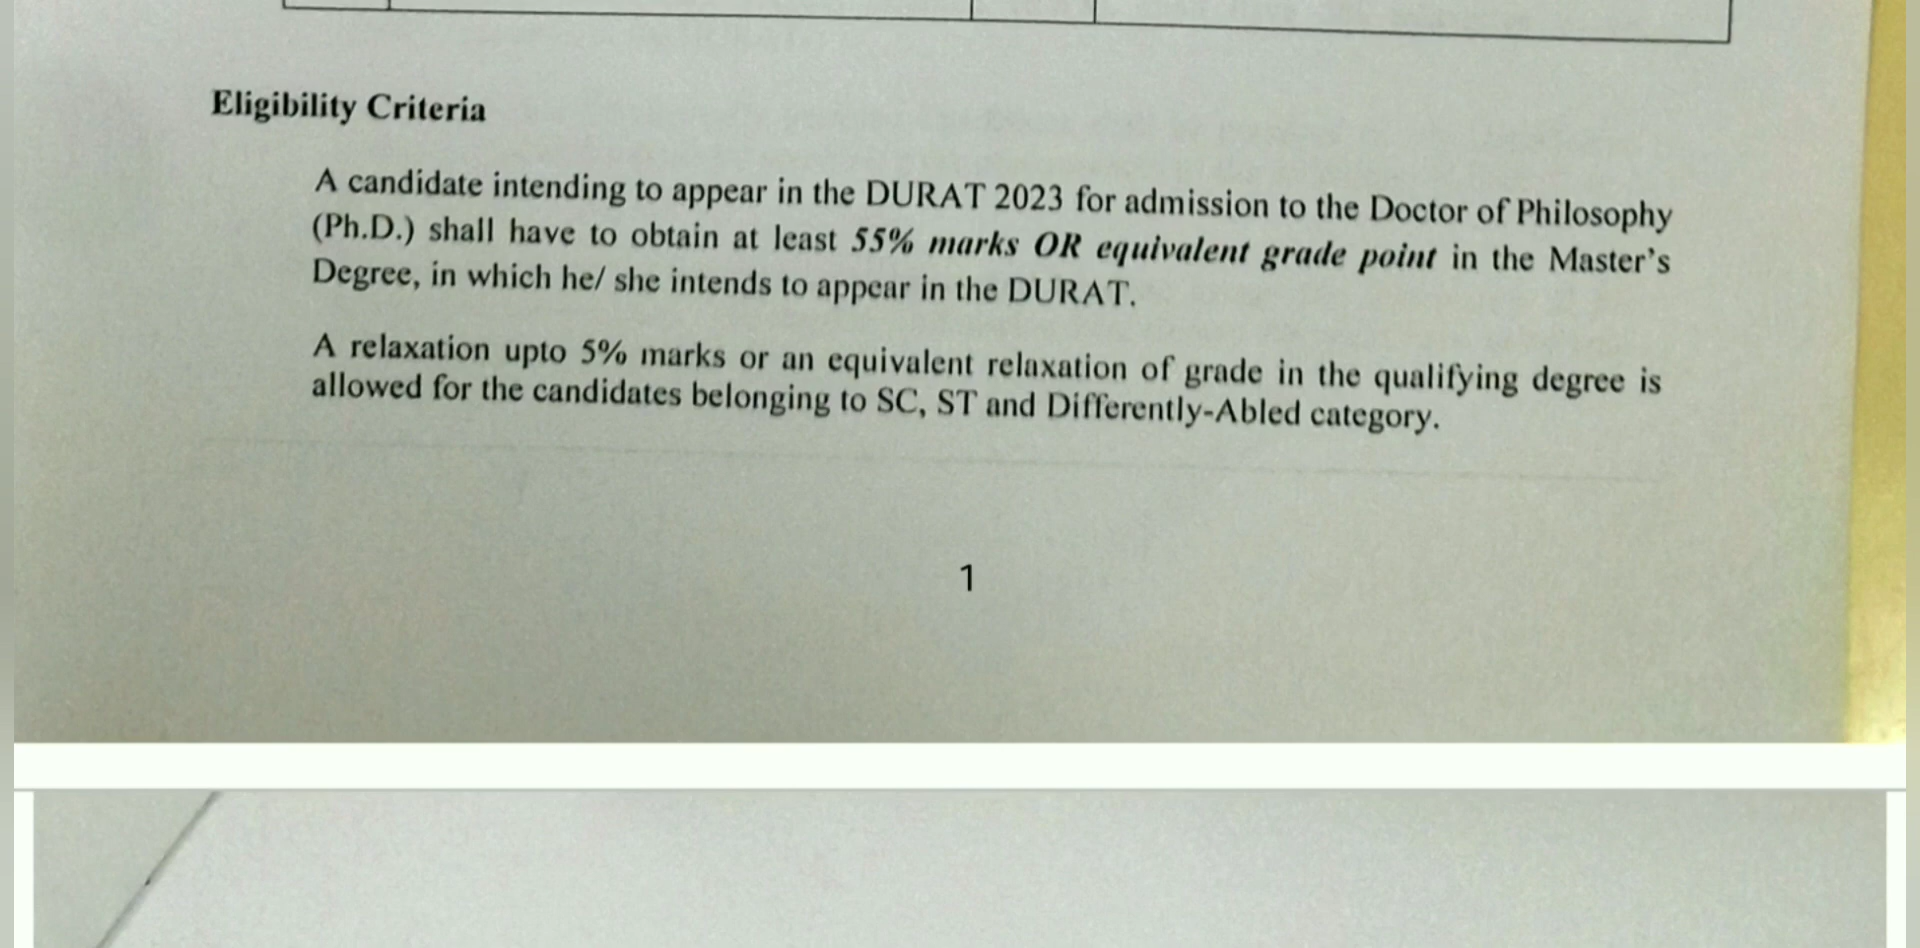 Eligibility Criteria
A candidate intending to appear in the DURAT 2023 for admission to the Doctor of Philosophy
(Ph.D.) shall have to obtain at least 55% marks OR equivalent grade point in the Master's
Degree, in which he/ she intends to appear in the DURAT.
A relaxation upto 5% marks or an equivalent relaxation of grade in the qualifying degree is
allowed for the candidates belonging to SC, ST and Differently-Abled category.
1